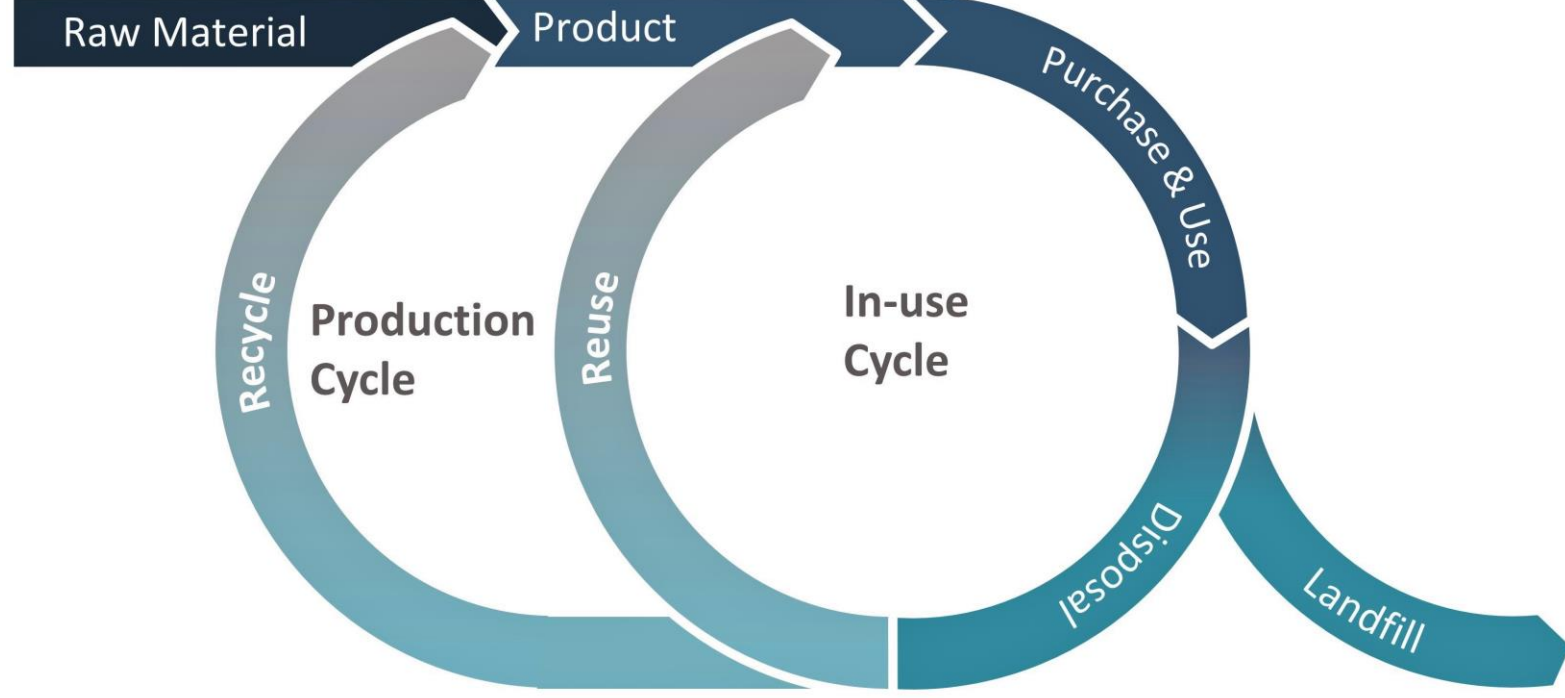 Raw Material
Product
Purchase & Use
Recycle
Production
Cycle
Reuse
In-use
Cycle
Disposal
Landfill